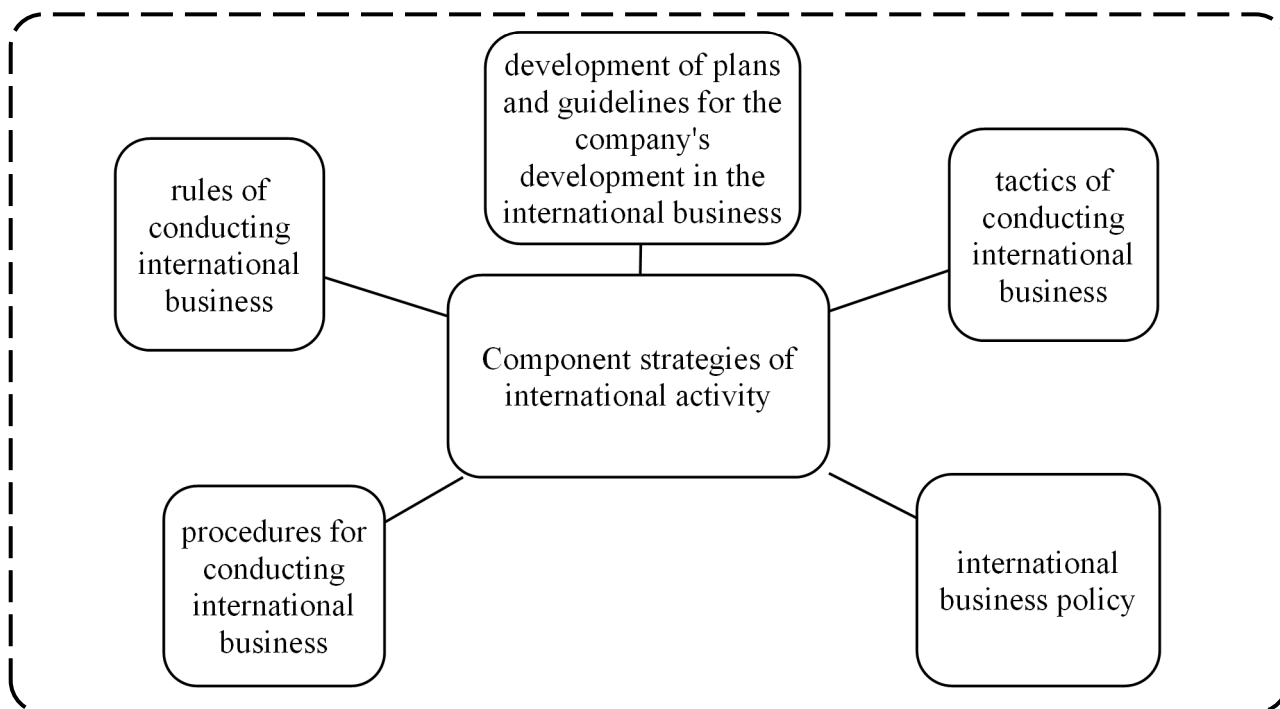 development of plans
and guidelines for the
company's
development in the
international business
rules of
conducting
international
business
tactics of
conducting
international
business
Component strategies of
international activity
procedures for
conducting
international
business
international
business policy